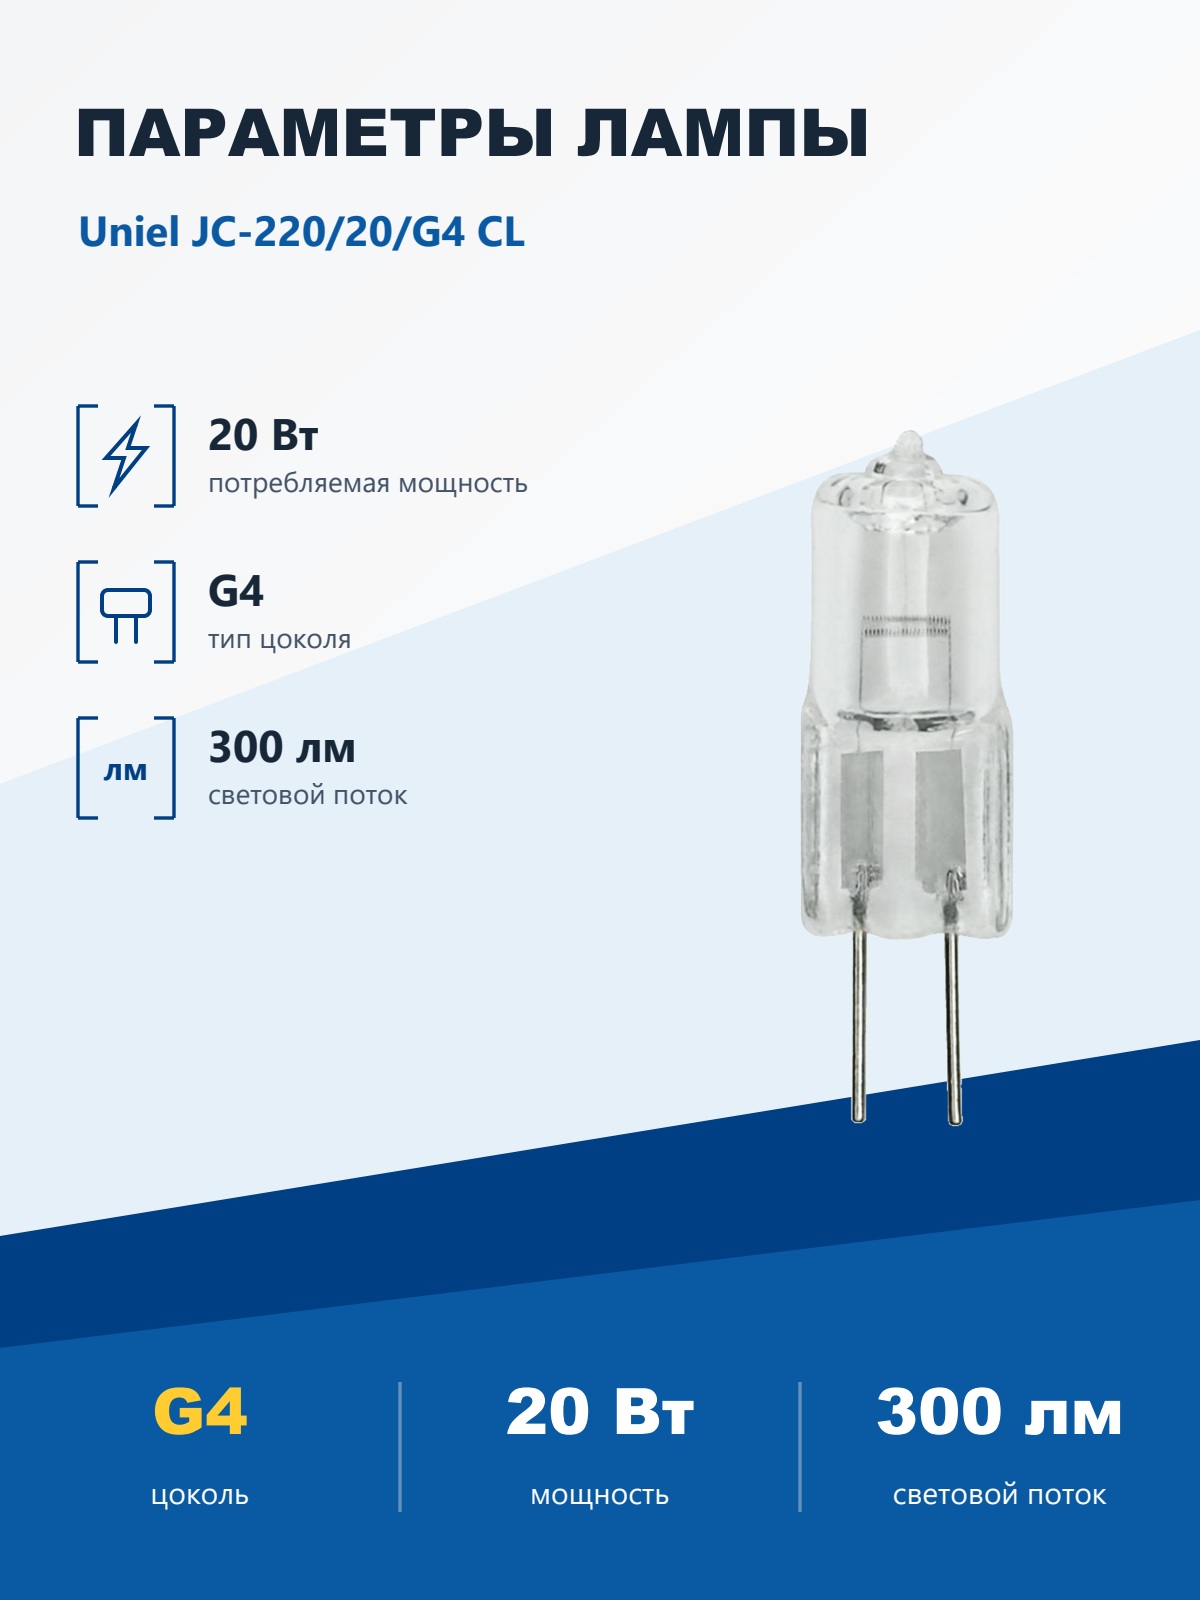 ПАРАМЕТРЫ ЛАМПЫ
Uniel JC-220/20/G4 CL
20 Вт
потребляемая мощность
G4
тип цоколя
лм
300 лм
световой поток
G4
цоколь
20 Вт
мощность
300 лм
световой поток